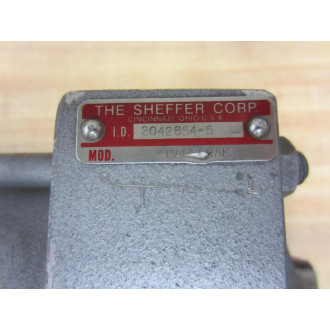 THE SHEFFER CORP.
CINCINNATI, OHIO U.S.A.
I.D. 2042854-5
MOD.